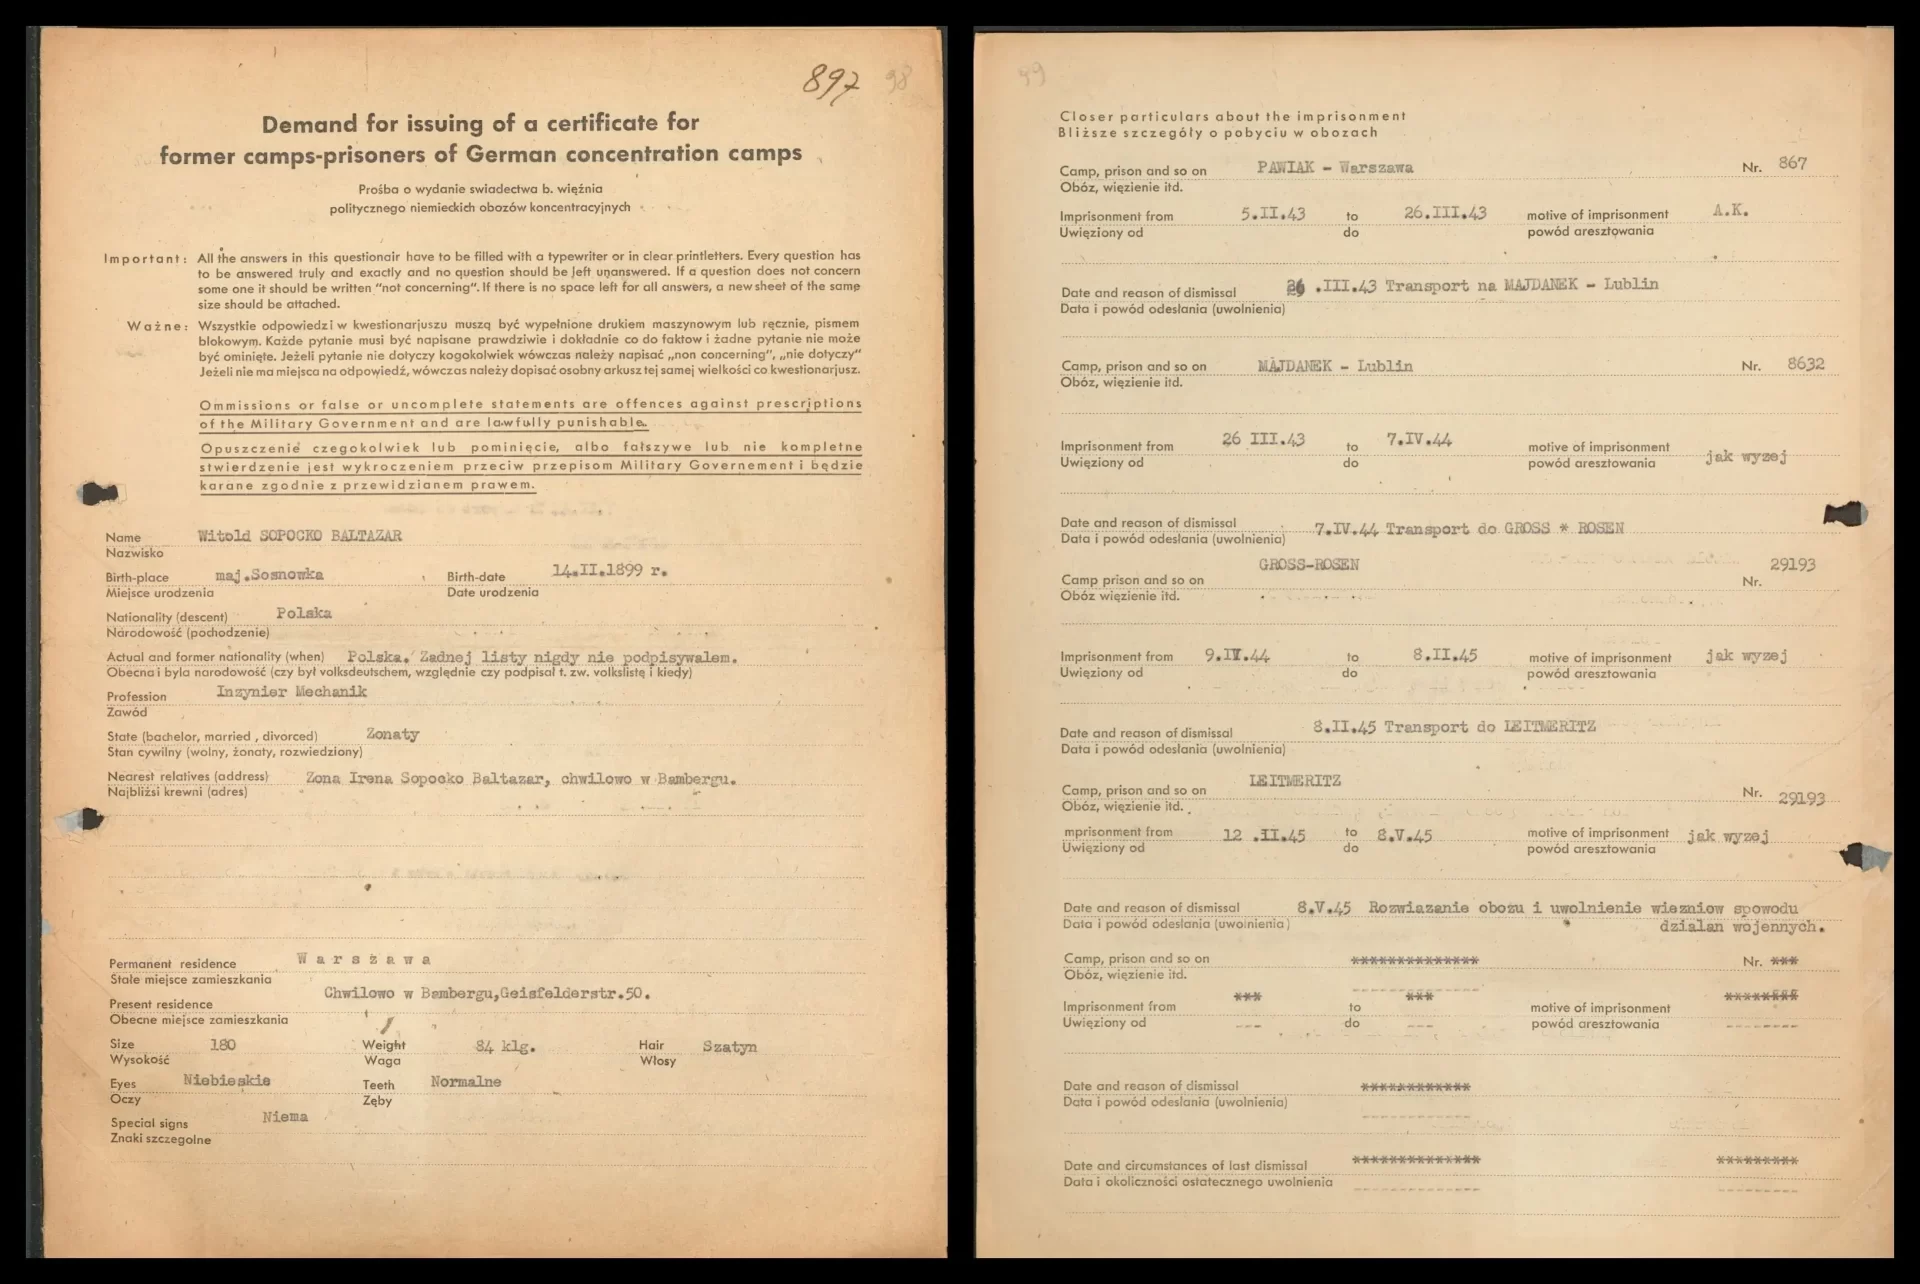 897 98
Demand for issuing of a certificate for
former camps-prisoners of German concentration camps
Prośba o wydanie swiadectwa b. więźnia
politycznego niemieckich obozów koncentracyjnych
Important: All the answers in this questionair have to be filled with a typewriter or in clear printletters. Every question has
to be answered truly and exactly and no question should be left unanswered. If a question does not concern
some one it should be written "not concerning". If there is no space left for all answers, a new sheet of the same
size should be attached.
Ważne: Wszystkie odpowiedzi w kwestionarjuszu muszą być wypełnione drukiem maszynowym lub ręcznie, pismem
blokowym. Każde pytanie musi być napisane prawdziwie i dokładnie co do faktow i żadne pytanie nie może
być ominięte. Jeżeli pytanie nie dotyczy kogokolwiek wówczas należy napisać „non concerning", „nie dotyczy"
Jeżeli nie ma miejsca na odpowiedź, wówczas należy dopisać osobny arkusz tej samej wielkości co kwestionarjusz.
Ommissions or false or uncomplete statements are offences against prescriptions
of the Military Government and are lawfully punishable.
Opuszczenie czegokolwiek lub pominięcie, albo fałszywe lub nie kompletne
stwierdzenie jest wykroczeniem przeciw przepisom Military Governement i będzie
karane zgodnie z przewidzianem prawem.
Name Witold SOPOCKO BALTAZAR
Nazwisko
Birth-place maj.Sosnowka Birth-date 14.II.1899 r.
Miejsce urodzenia Date urodzenia
Nationality (descent) Polska
Narodowość (pochodzenie)
Actual and former nationality (when) Polska. Zadnej listy nigdy nie podpisywalem.
Obecna i byla narodowość (czy był volksdeutschem, względnie czy podpisał t. zw. volkslistę i kiedy)
Profession Inzynier Mechanik
Zawód
State (bachelor, married , divorced) Zonaty
Stan cywilny (wolny, żonaty, rozwiedziony)
Nearest relatives (address) Zona Irena Sopocko Baltazar, chwilowo w Bambergu.
Najbliźsi krewni (adres)
Permanent residence Warszawa
Stałe miejsce zamieszkania
Present residence Chwilowo w Bambergu,Geisfelderstr.50.
Obecne miejsce zamieszkania
Size 180 Weight 84 klg. Hair Szatyn
Wysokość Waga Włosy
Eyes Niebieskie Teeth Normalne
Oczy Zęby
Special signs Niema
Znaki szczegolne
Closer particulars about the imprisonment
Bliższe szczegóły o pobyciu w obozach
Camp, prison and so on PAWIAK - Warszawa Nr. 867
Obóz, więzienie itd.
Imprisonment from 5.II.43 to 26.III.43 motive of imprisonment A.K.
Uwięziony od do powód aresztowania
Date and reason of dismissal 26 .III.43 Transport na MAJDANEK - Lublin
Data i powód odesłania (uwolnienia)
Camp, prison and so on MAJDANEK - Lublin Nr. 8632
Obóz, więzienie itd.
Imprisonment from 26 III.43 to 7.IV.44 motive of imprisonment jak wyzej
Uwięziony od do powód aresztowania
Date and reason of dismissal 7.IV.44 Transport do GROSS * ROSEN
Data i powód odesłania (uwolnienia)
Camp prison and so on GROSS-ROSEN Nr. 29193
Obóz więzienie itd.
Imprisonment from 9.IV.44 to 8.II.45 motive of imprisonment jak wyzej
Uwięziony od do powód aresztowania
Date and reason of dismissal 8.II.45 Transport do LEITMERITZ
Data i powód odesłania (uwolnienia)
Camp, prison and so on LEITMERITZ Nr. 29193
Obóz, więzienie itd.
mprisonment from 12 .II.45 to 8.V.45 motive of imprisonment jak wyzej
Uwięziony od do powód aresztowania
Date and reason of dismissal 8.V.45 Rozwiazanie obozu i uwolnienie wiezniow spowodu
Data i powód odesłania (uwolnienia) dzialan wojennych.
Camp, prison and so on ************* Nr. ***
Obóz, więzienie itd.
Imprisonment from *** to *** motive of imprisonment ********
Uwięziony od --- do --- powód aresztowania --------
Date and reason of dismissal ************
Data i powód odesłania (uwolnienia)
Date and circumstances of last dismissal ************** *********
Data i okoliczności ostatecznego uwolnienia